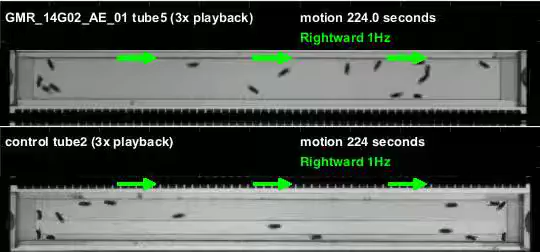 GMR_14G02_AE_01 tube5 (3x playback)
motion 224.0 seconds
Rightward 1Hz
control tube2 (3x playback)
motion 224 seconds
Rightward 1Hz